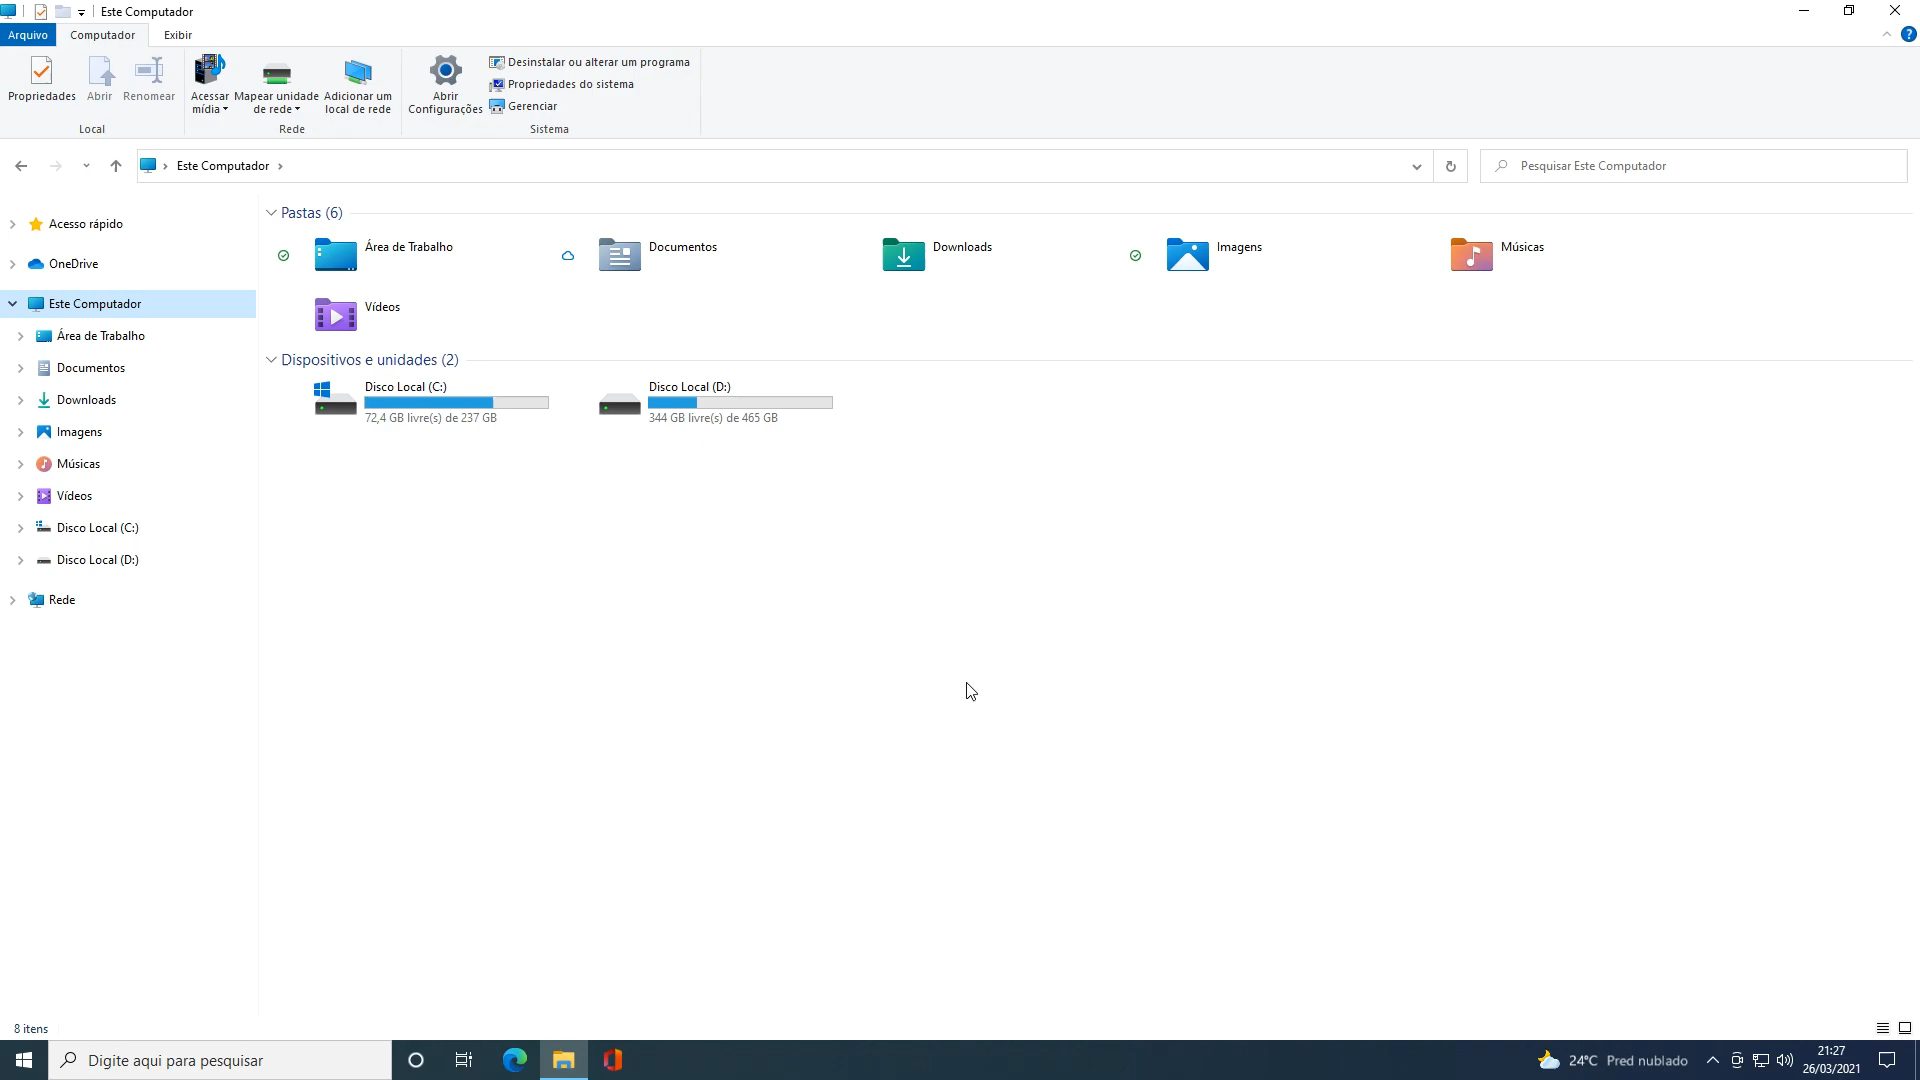 Este Computador
Arquivo
Computador
Exibir
Propriedades
Abrir
Renomear
Local
Acessar
mídia
Mapear unidade
de rede
Adicionar um
local de rede
Rede
Abrir
Configurações
Desinstalar ou alterar um programa
Propriedades do sistema
Gerenciar
Sistema
Este Computador
Pesquisar Este Computador
Acesso rápido
OneDrive
Este Computador
Área de Trabalho
Documentos
Downloads
Imagens
Músicas
Vídeos
Disco Local (C:)
Disco Local (D:)
Rede
Pastas (6)
Área de Trabalho
Documentos
Downloads
Imagens
Músicas
Vídeos
Dispositivos e unidades (2)
Disco Local (C:)
72,4 GB livre(s) de 237 GB
Disco Local (D:)
344 GB livre(s) de 465 GB
8 itens
Digite aqui para pesquisar
24°C Pred nublado
21:27
26/03/2021